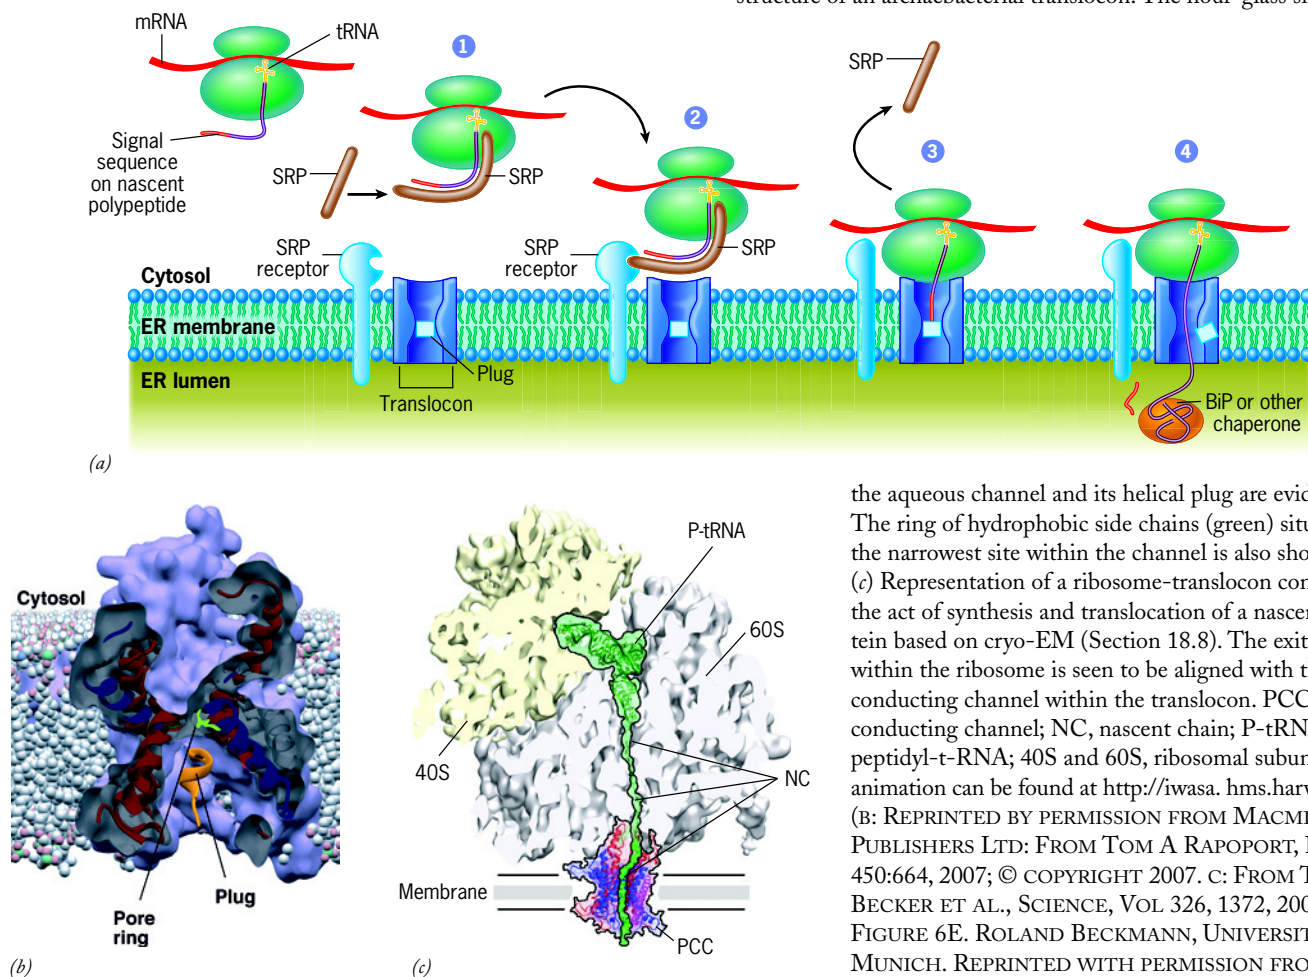 structure of an archaebacterial translocon. The hour-glass sh
mRNA
tRNA
1
Signal
sequence
on nascent
polypeptide
SRP
SRP
2
SRP
3
4
SRP
receptor
SRP
receptor
SRP
Cytosol
ER membrane
ER lumen
Plug
Translocon
BiP or other
chaperone
(a)
Cytosol
Pore
ring
Plug
(b)
P-tRNA
60S
40S
NC
Membrane
PCC
(c)
the aqueous channel and its helical plug are evid
The ring of hydrophobic side chains (green) situ
the narrowest site within the channel is also sho
(c) Representation of a ribosome-translocon con
the act of synthesis and translocation of a nascen
tein based on cryo-EM (Section 18.8). The exit
within the ribosome is seen to be aligned with t
conducting channel within the translocon. PCC
conducting channel; NC, nascent chain; P-tRN
peptidyl-t-RNA; 40S and 60S, ribosomal subun
animation can be found at http://iwasa. hms.harv
(B: REPRINTED BY PERMISSION FROM MACMI
PUBLISHERS LTD: FROM TOM A RAPOPORT,
450:664, 2007; © COPYRIGHT 2007. C: FROM T
BECKER ET AL., SCIENCE, VOL 326, 1372, 200
FIGURE 6E. ROLAND BECKMANN, UNIVERSIT
MUNICH. REPRINTED WITH PERMISSION FRO